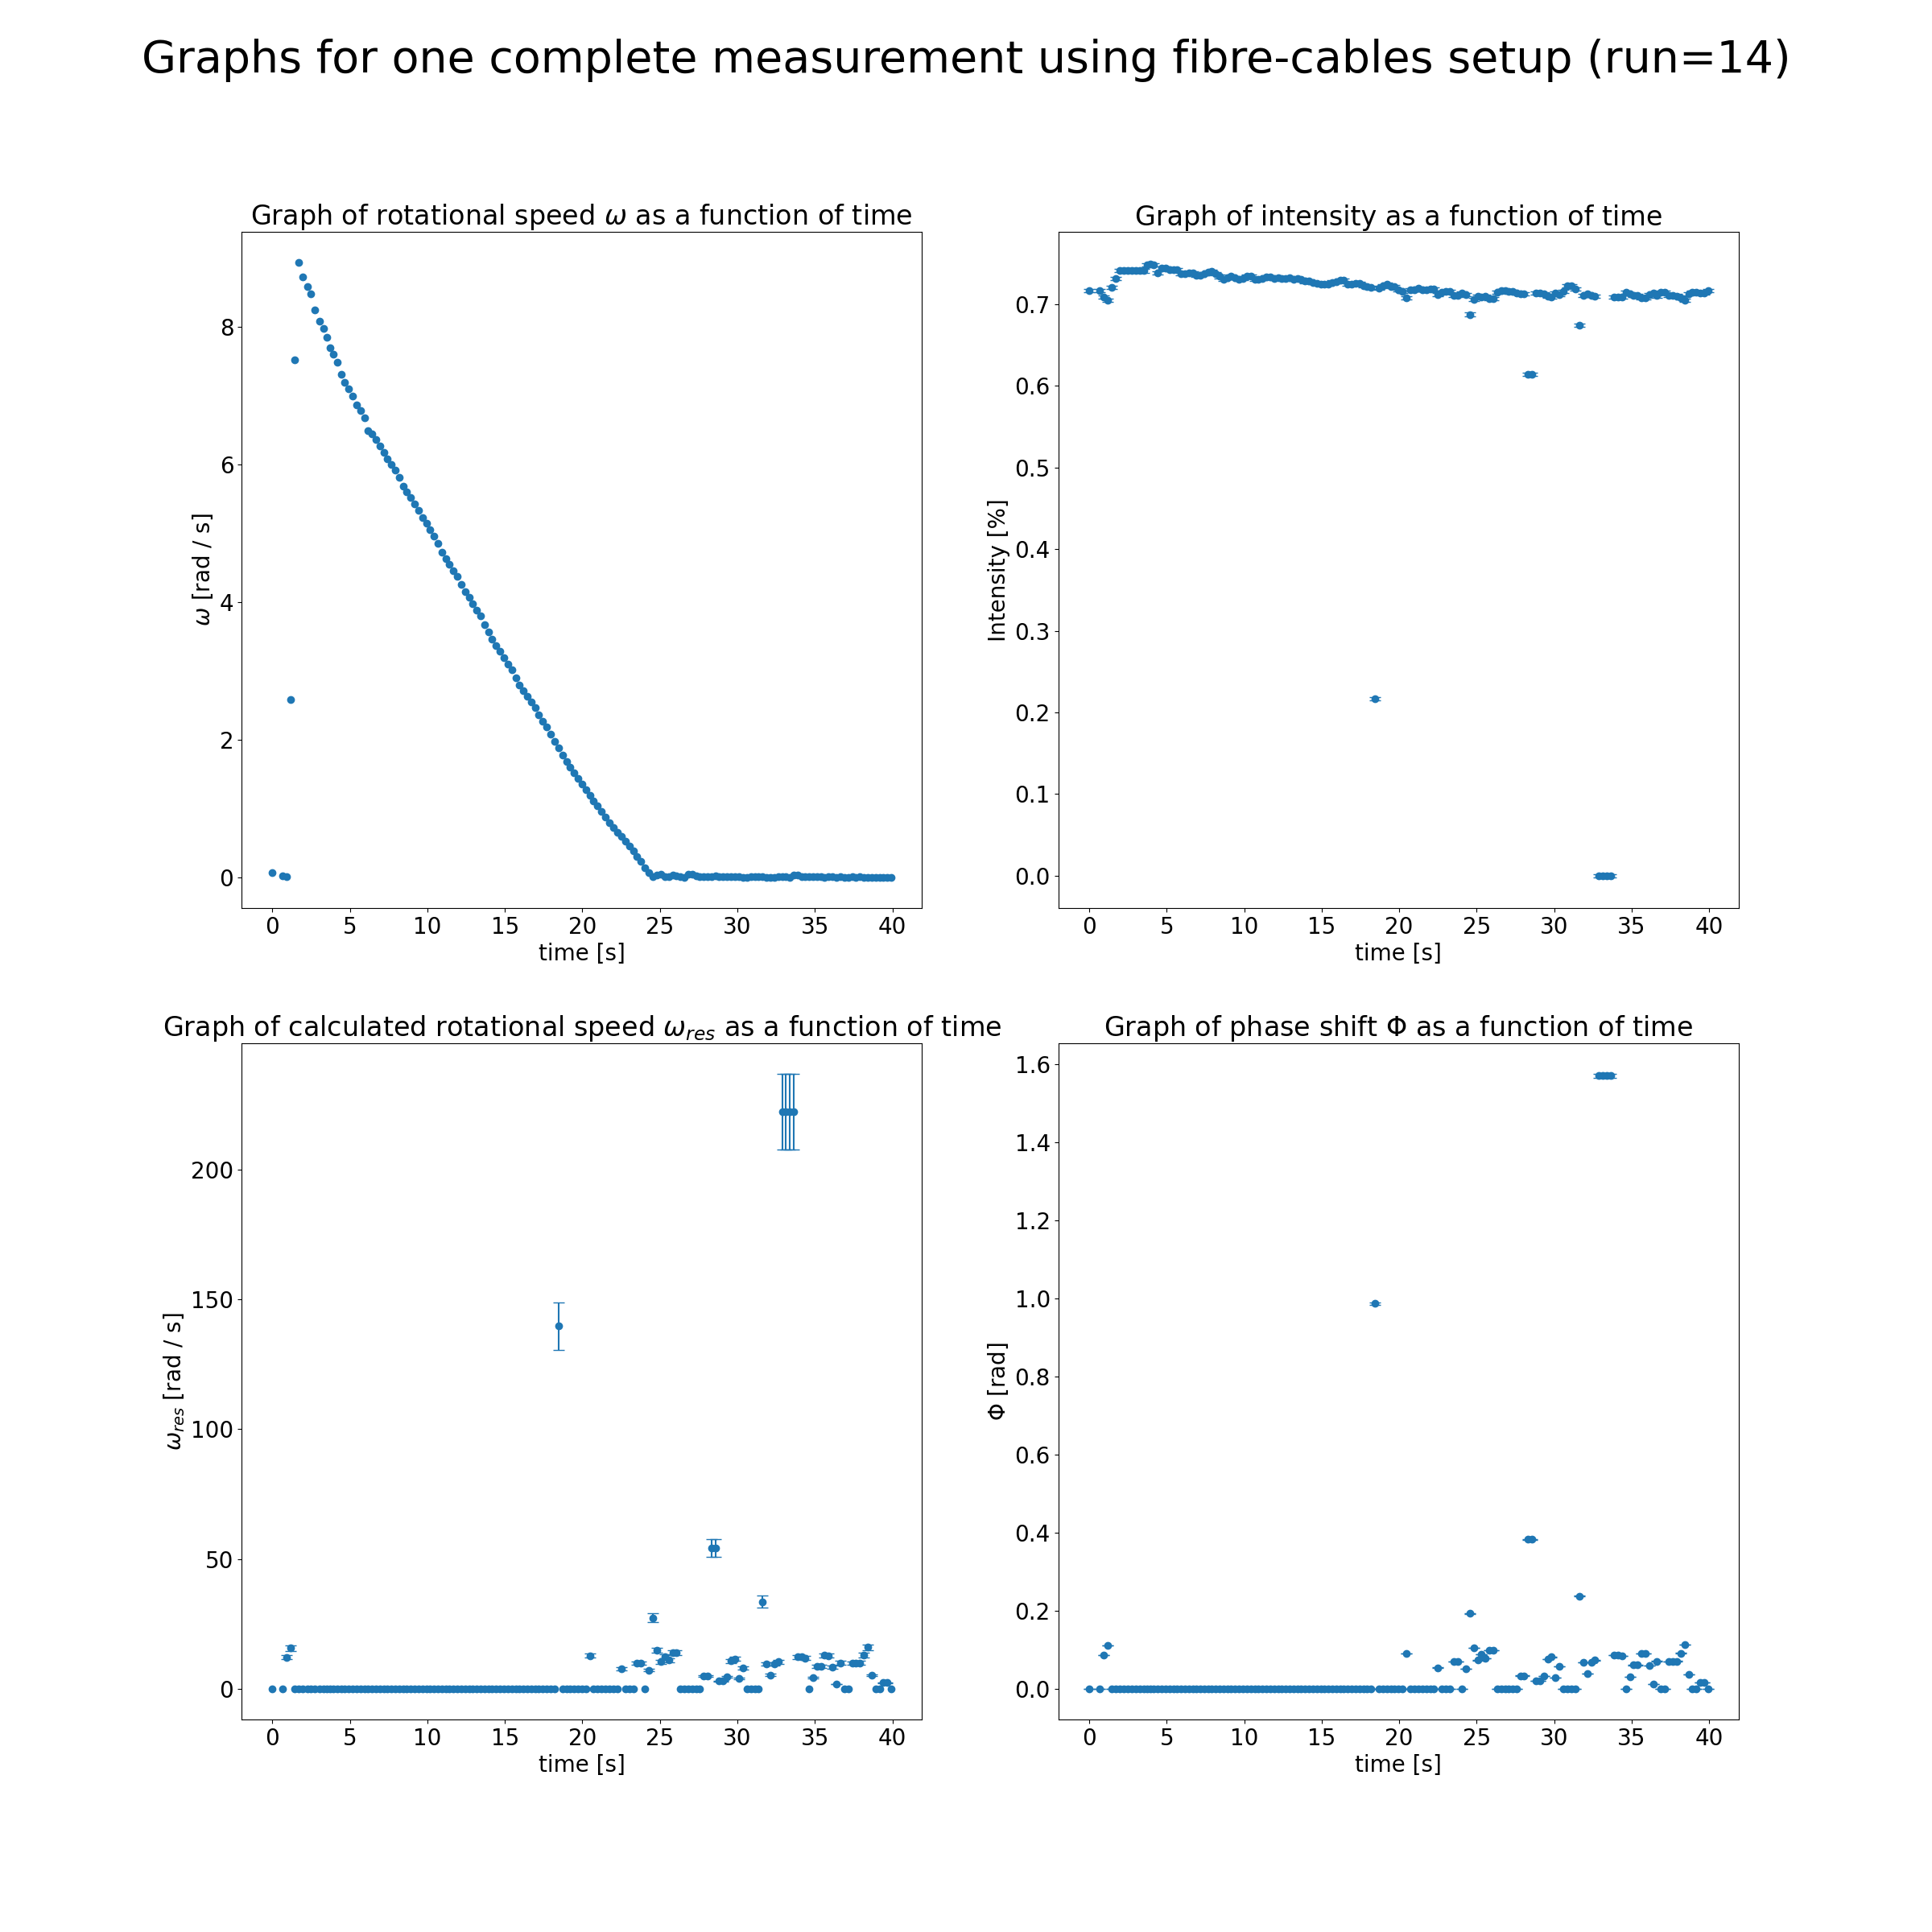 Graphs for one complete measurement using fibre-cables setup (run=14)
Graph of rotational speed ω as a function of time
8
6
4
2
0
ω [rad / s]
0 5 10 15 20 25 30 35 40
time [s]
Graph of intensity as a function of time
0.7
0.6
0.5
0.4
0.3
0.2
0.1
0.0
Intensity [%]
0 5 10 15 20 25 30 35 40
time [s]
Graph of calculated rotational speed ω_res as a function of time
200
150
100
50
0
ω_res [rad / s]
0 5 10 15 20 25 30 35 40
time [s]
Graph of phase shift Φ as a function of time
1.6
1.4
1.2
1.0
0.8
0.6
0.4
0.2
0.0
Φ [rad]
0 5 10 15 20 25 30 35 40
time [s]